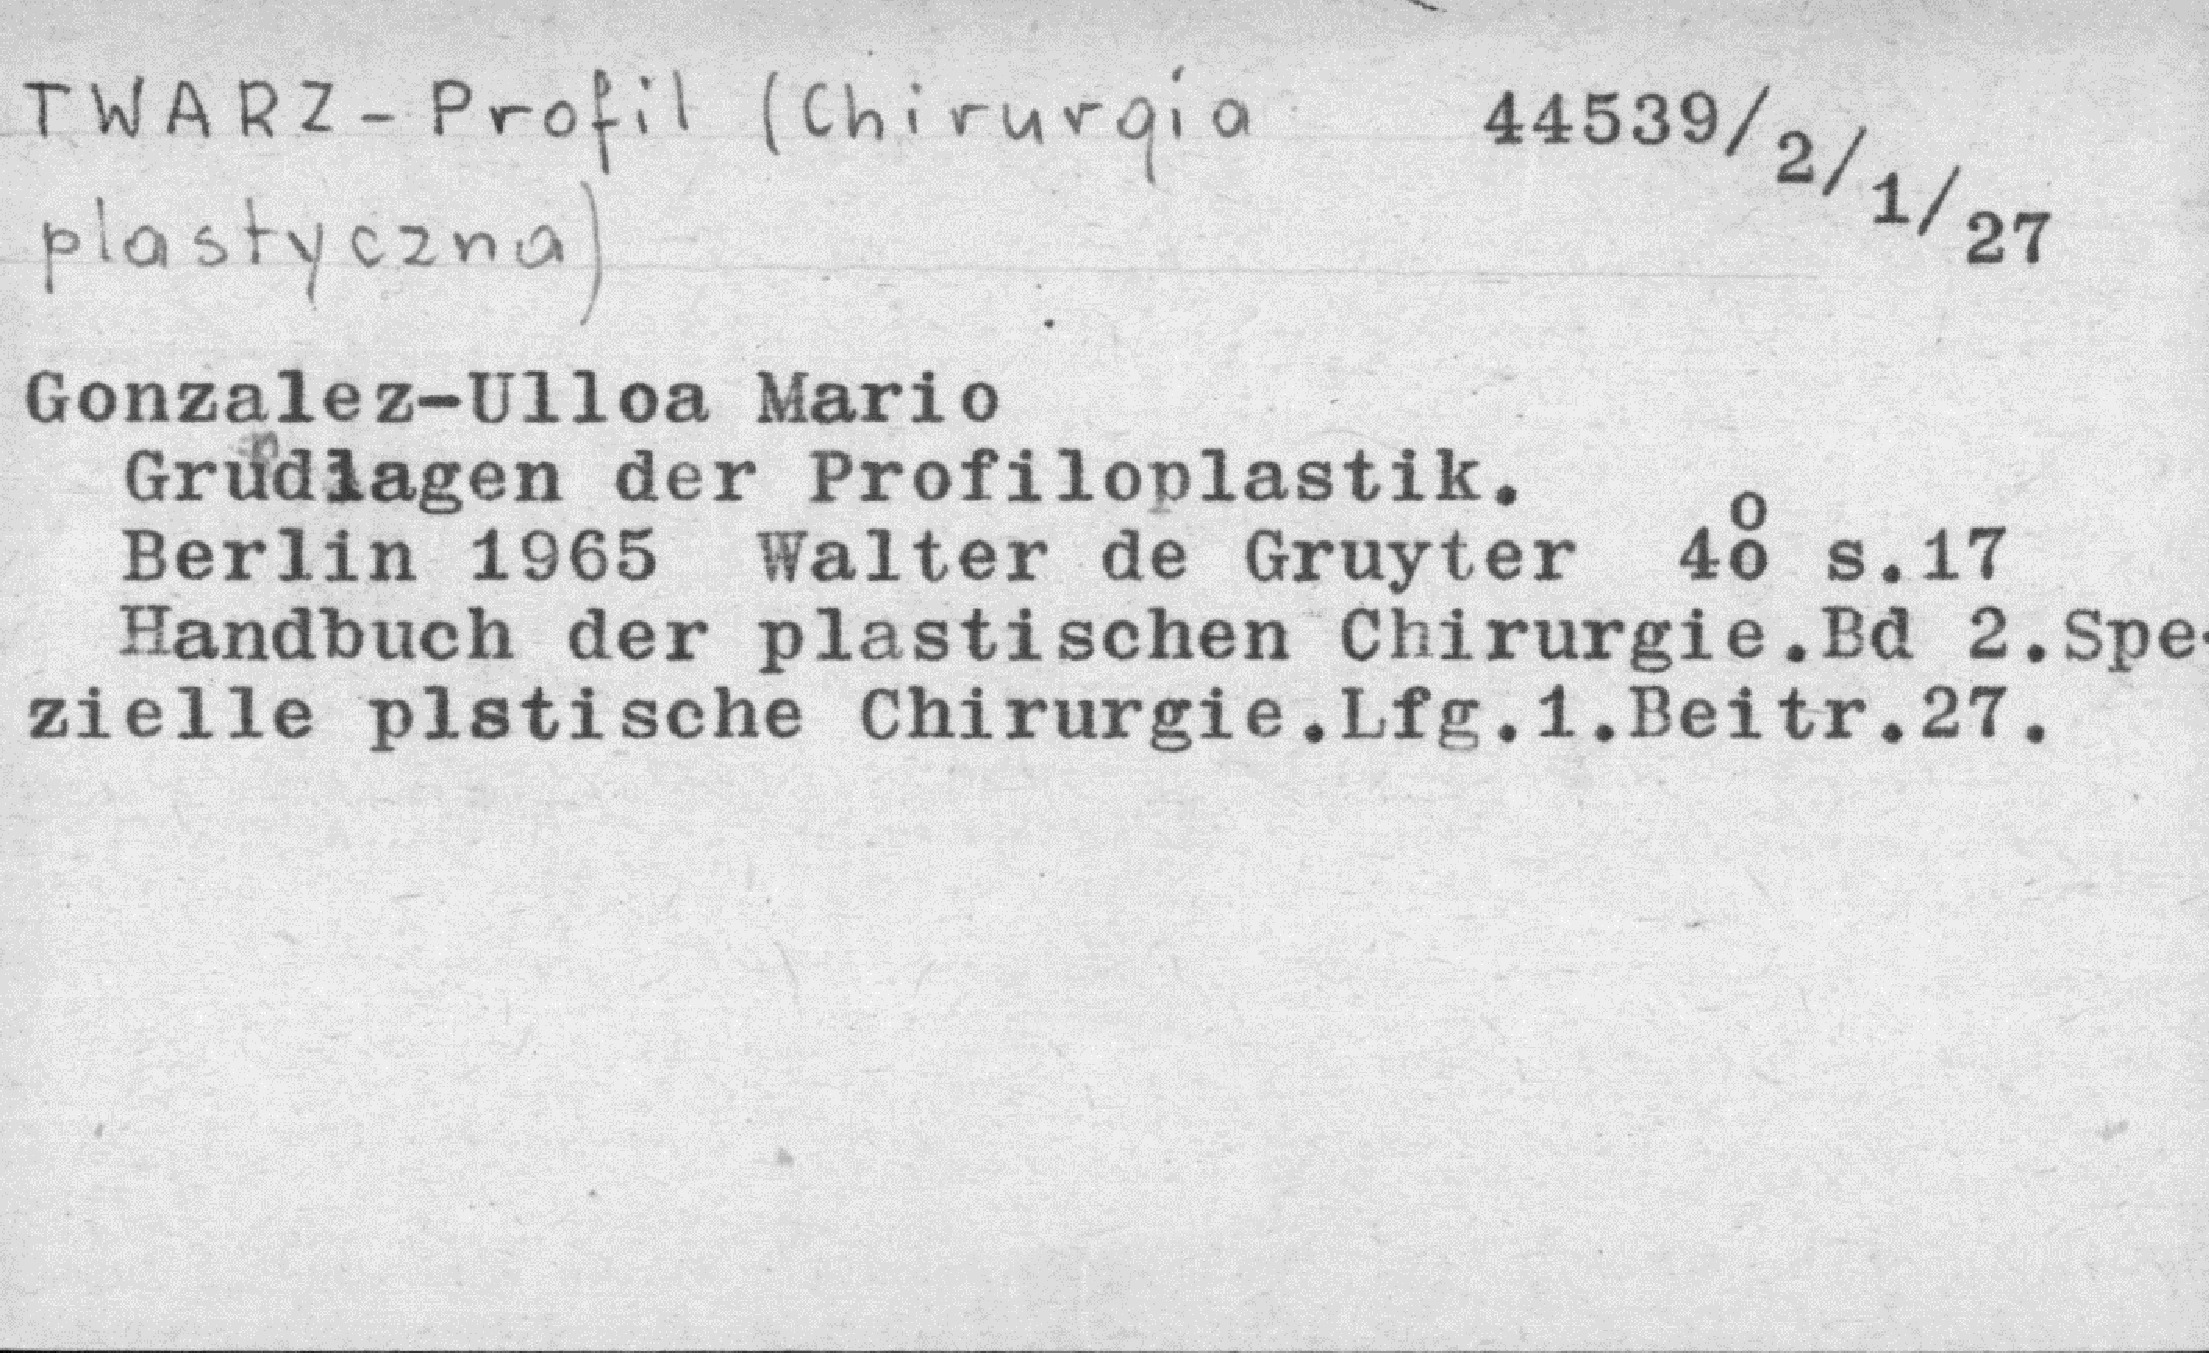 TWARZ - Profil (Chirurgia 44539/2/1/27
plastyczna)
Gonzalez-Ulloa Mario
Grundlagen der Profiloplastik.
Berlin 1965 Walter de Gruyter 4o° s.17
Handbuch der plastischen Chirurgie.Bd 2.Spe-
zielle plstische Chirurgie.Lfg.1.Beitr.27.